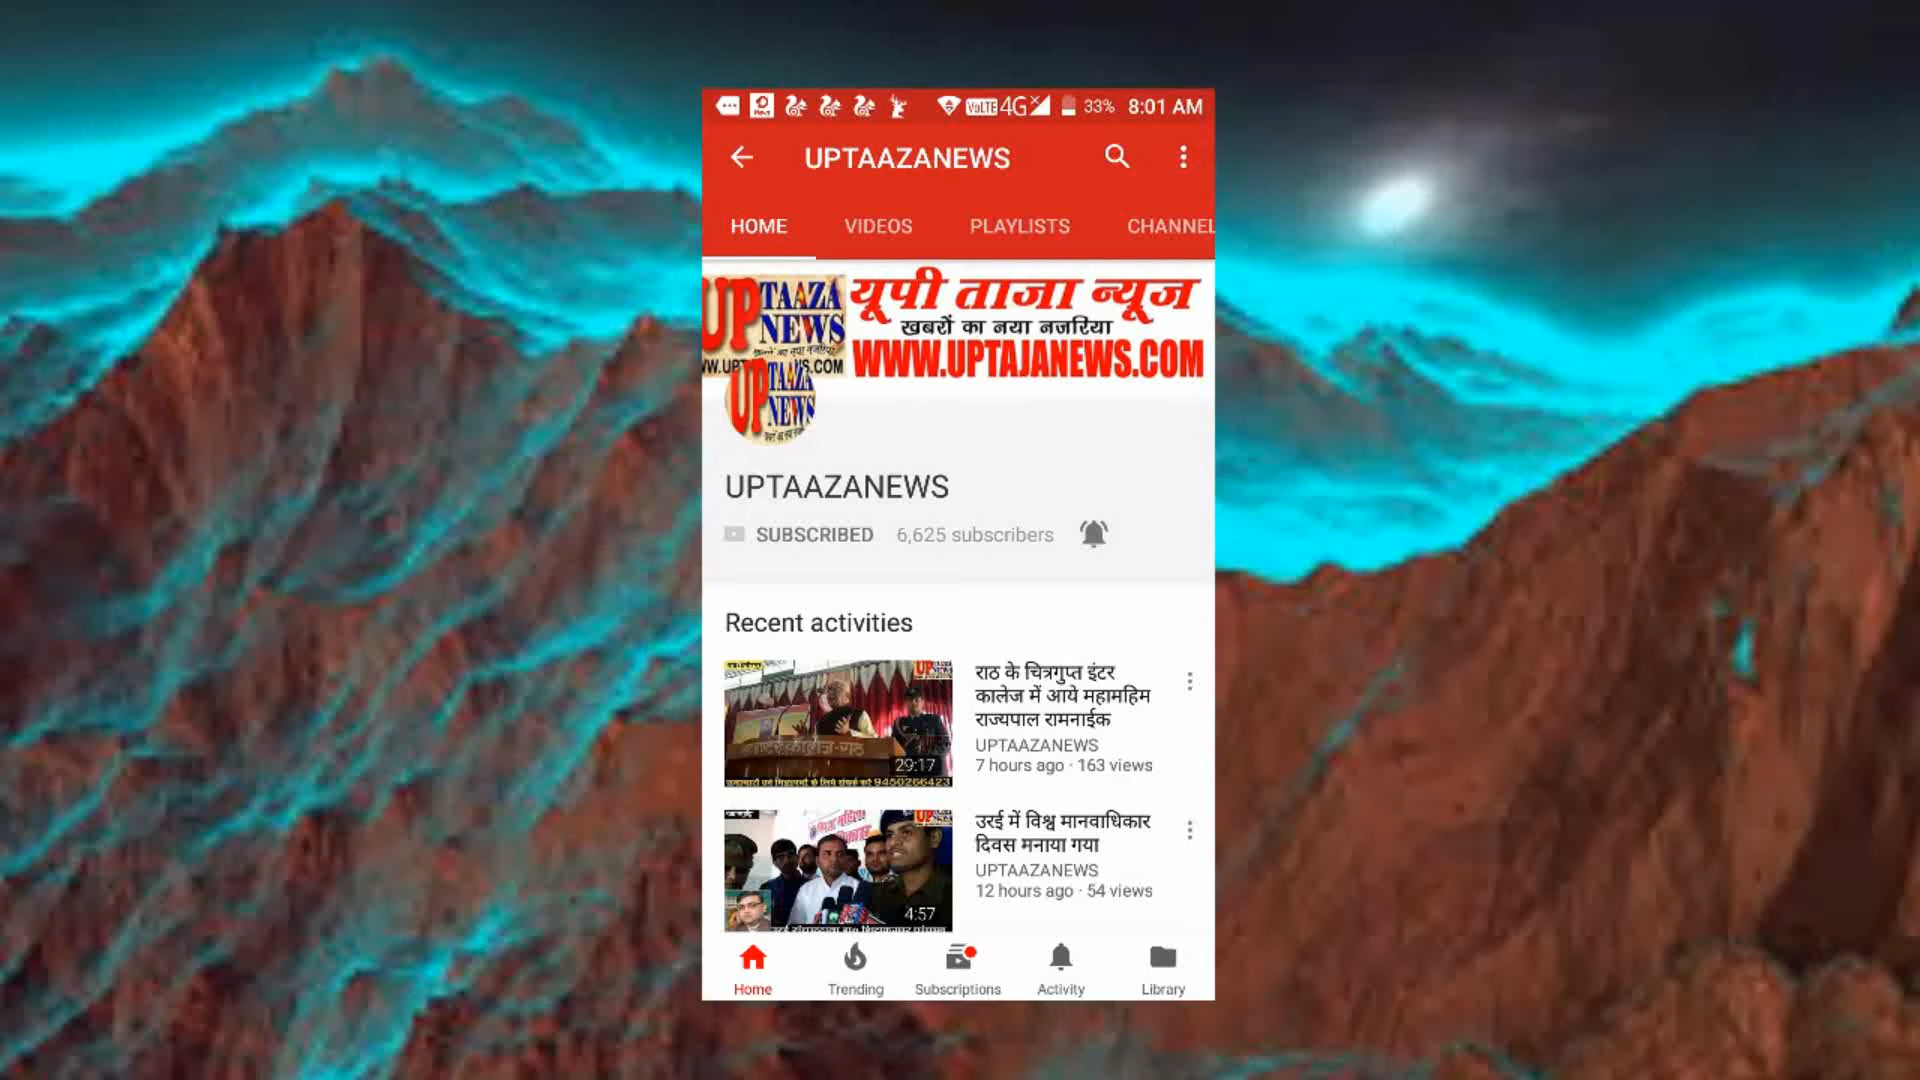 VoLTE 4G 33% 8:01 AM
UPTAAZANEWS
HOME VIDEOS PLAYLISTS CHANNEL
UP TAAZA NEWS
यूपी ताजा न्यूज
खबरों का नया नजरिया
WWW.UPTAJANEWS.COM
UP TAAZA NEWS
UPTAAZANEWS
SUBSCRIBED 6,625 subscribers
Recent activities
राठ के चित्रगुप्त इंटर
कालेज में आये महामहिम
राज्यपाल रामनाईक
UPTAAZANEWS
7 hours ago · 163 views
29:17
उरई में विश्व मानवाधिकार
दिवस मनाया गया
UPTAAZANEWS
12 hours ago · 54 views
4:57
Home Trending Subscriptions Activity Library